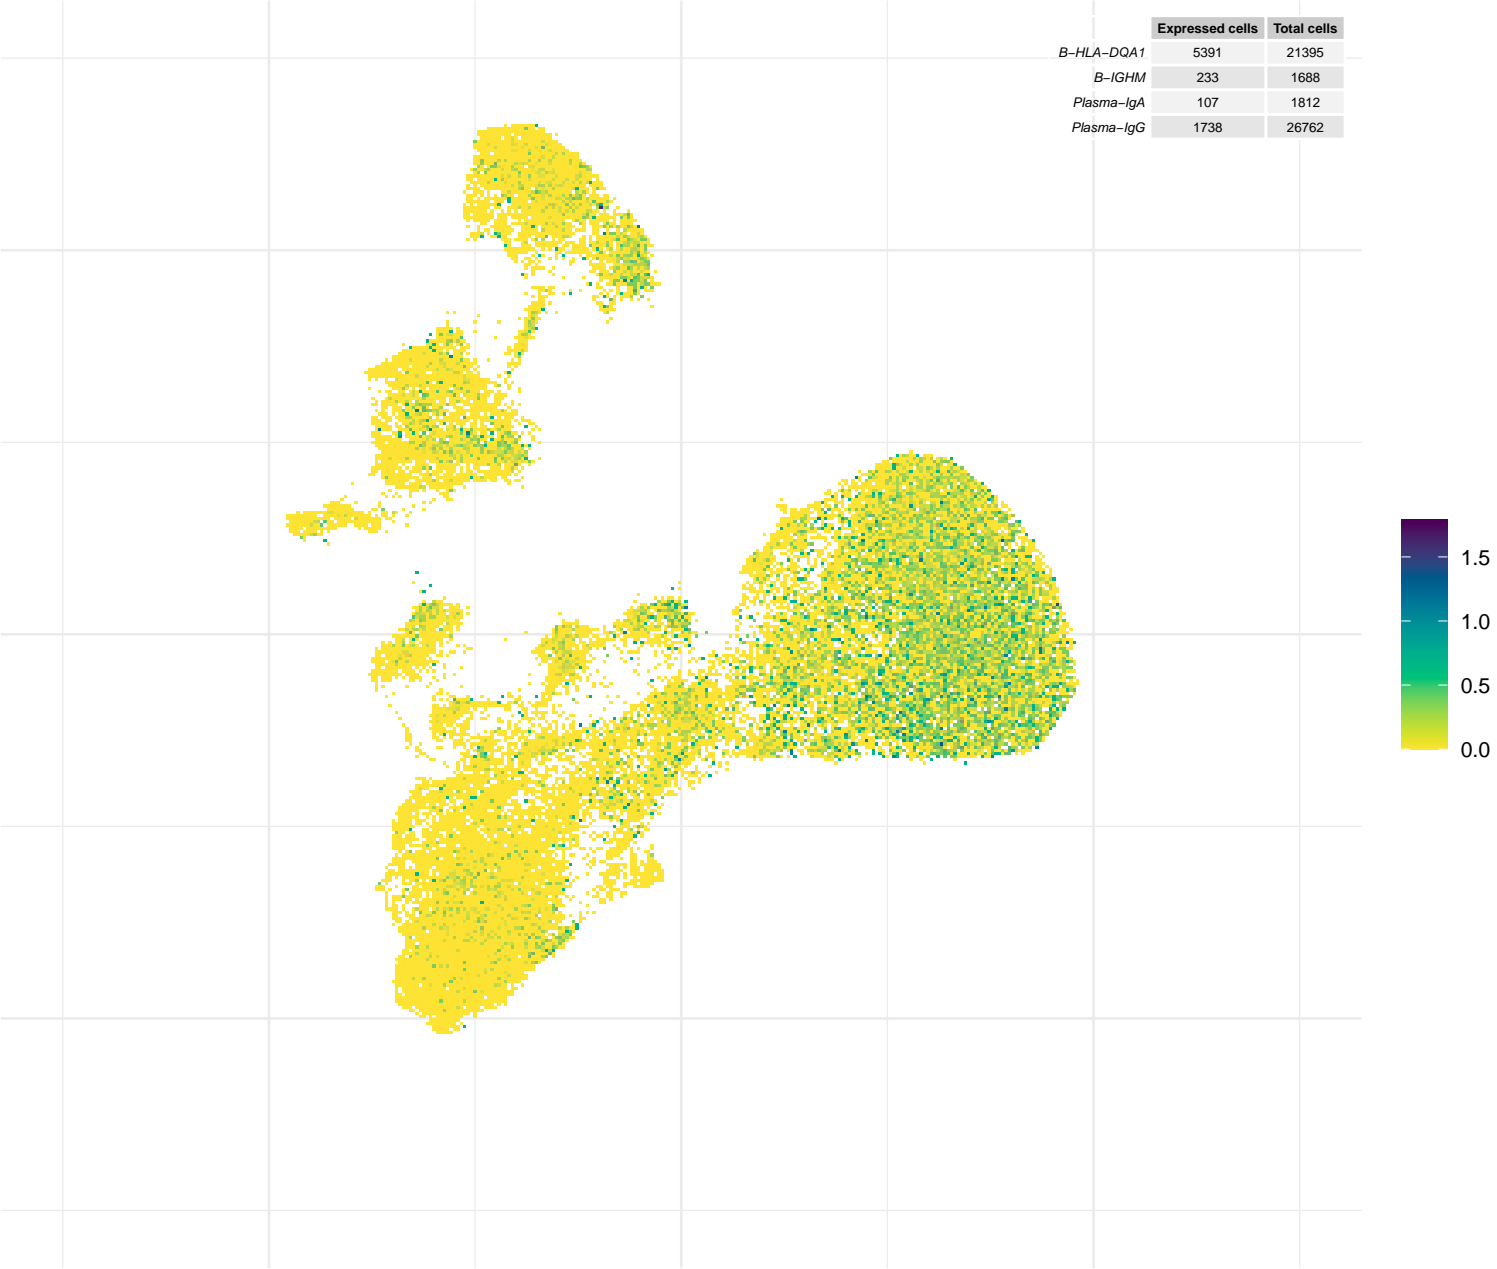 Expressed cells Total cells
B−HLA−DQA1 5391 21395
B−IGHM 233 1688
Plasma−IgA 107 1812
Plasma−IgG 1738 26762
1.5
1.0
0.5
0.0